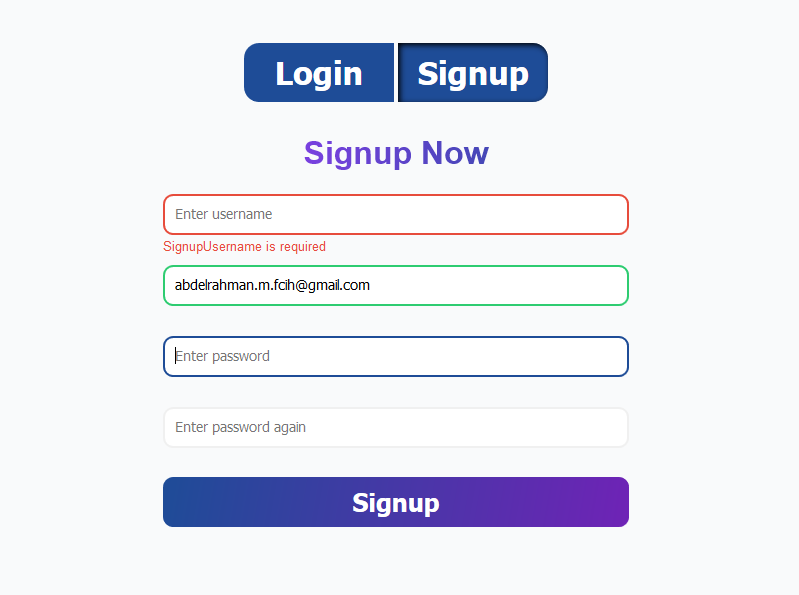 Login Signup
Signup Now
Enter username
SignupUsername is required
abdelrahman.m.fcih@gmail.com
Enter password
Enter password again
Signup